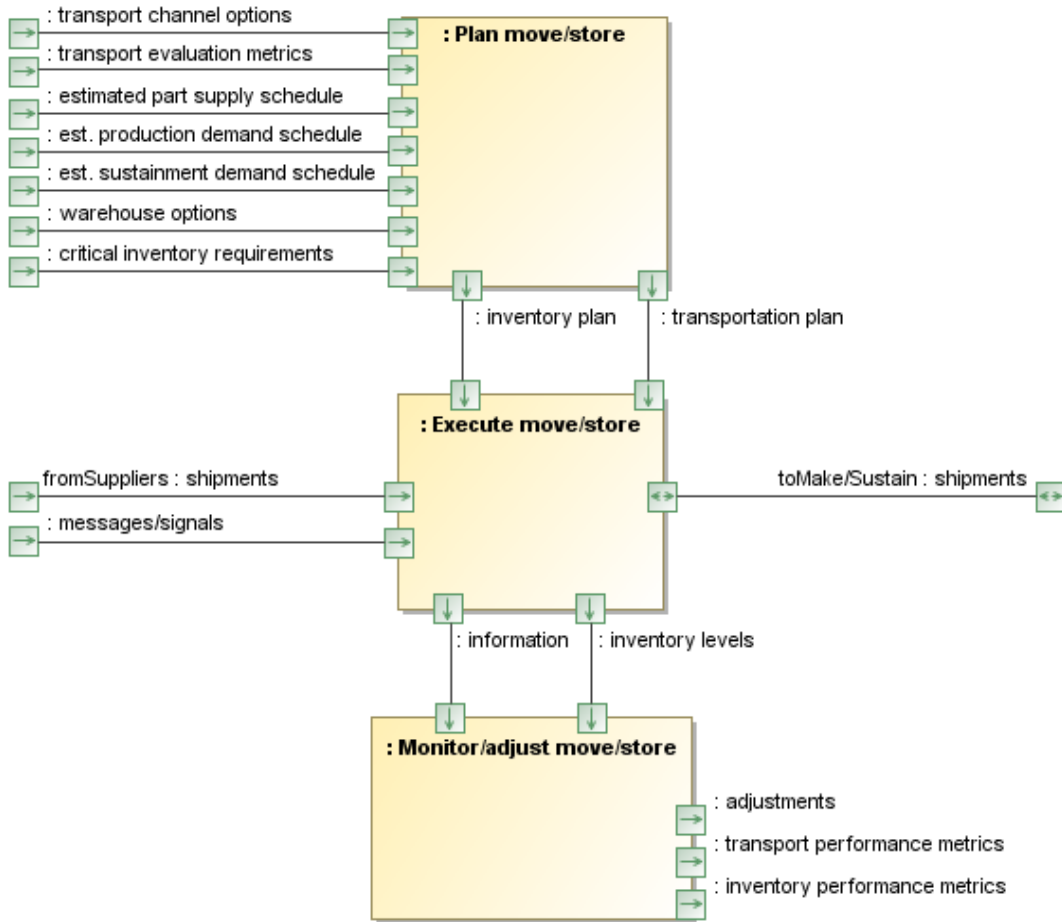 : transport channel options
: Plan move/store
: transport evaluation metrics
: estimated part supply schedule
: est. production demand schedule
: est. sustainment demand schedule
: warehouse options
: critical inventory requirements
: inventory plan
: transportation plan
: Execute move/store
fromSuppliers : shipments
toMake/Sustain : shipments
: messages/signals
: information
: inventory levels
: Monitor/adjust move/store
: adjustments
: transport performance metrics
: inventory performance metrics